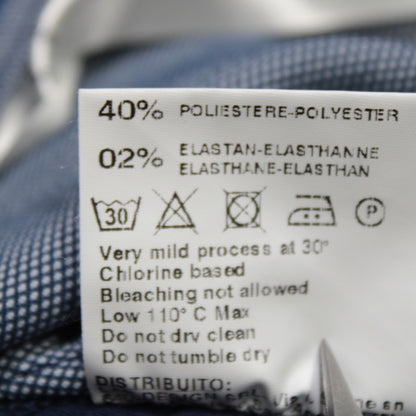 40% POLIESTERE-POLYESTER
02% ELASTAN-ELASTHANNE
ELASTHANE-ELASTHAN
30 P
Very mild process at 30°
Chlorine based
Bleaching not allowed
Low 110° C Max
Do not dry clean
Do not tumble dry
DISTRIBUITO:
DESIGN